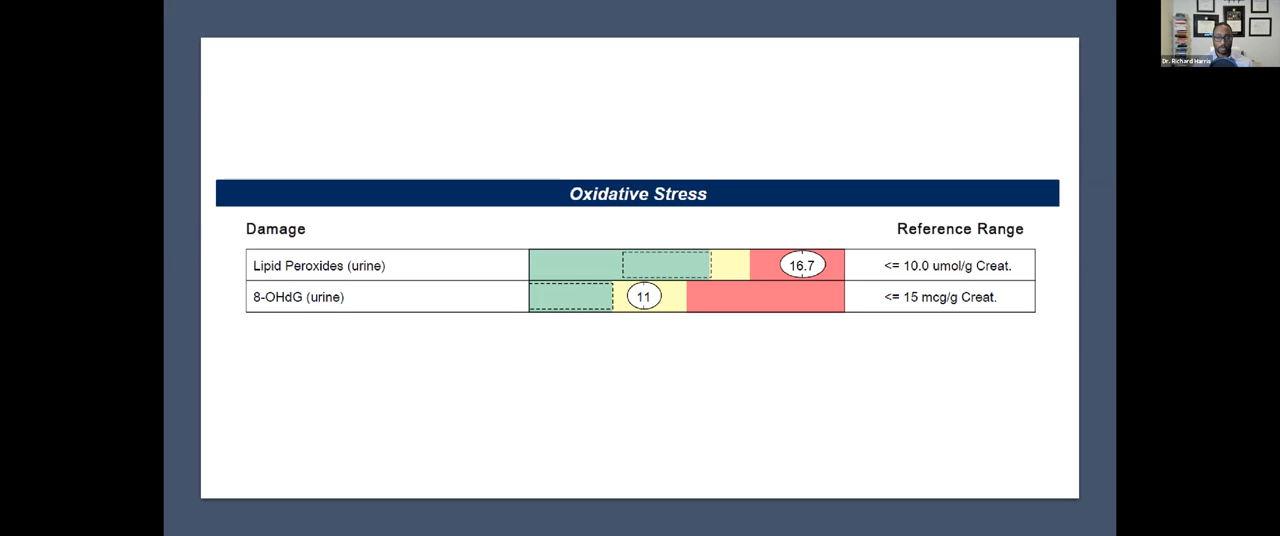 Dr. Richard Harris
Oxidative Stress
Damage Reference Range
Lipid Peroxides (urine) 16.7 <= 10.0 umol/g Creat.
8-OHdG (urine) 11 <= 15 mcg/g Creat.